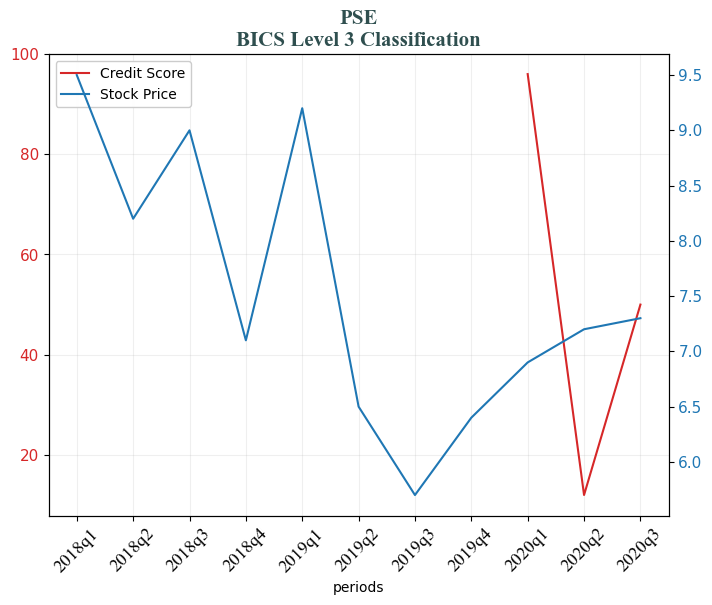 PSE
BICS Level 3 Classification
Credit Score
Stock Price
100
80
60
40
20
9.5
9.0
8.5
8.0
7.5
7.0
6.5
6.0
2018q1
2018q2
2018q3
2018q4
2019q1
2019q2
2019q3
2019q4
2020q1
2020q2
2020q3
periods